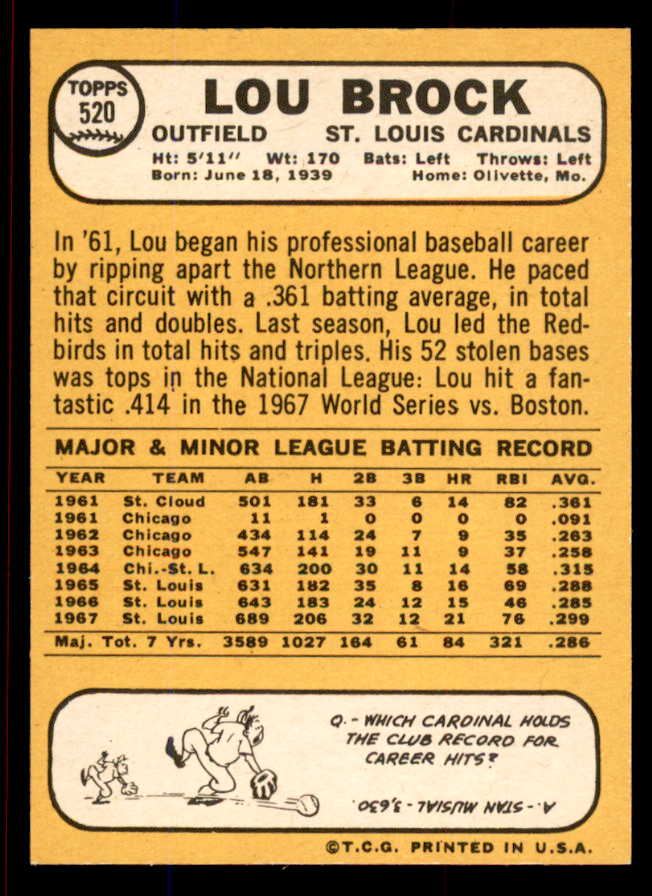 TOPPS
520
LOU BROCK
OUTFIELD ST. LOUIS CARDINALS
Ht: 5'11" Wt: 170 Bats: Left Throws: Left
Born: June 18, 1939 Home: Olivette, Mo.
In '61, Lou began his professional baseball career
by ripping apart the Northern League. He paced
that circuit with a .361 batting average, in total
hits and doubles. Last season, Lou led the Red-
birds in total hits and triples. His 52 stolen bases
was tops in the National League: Lou hit a fan-
tastic .414 in the 1967 World Series vs. Boston.
MAJOR & MINOR LEAGUE BATTING RECORD
YEAR TEAM AB H 2B 3B HR RBI AVG.
1961 St. Cloud 501 181 33 6 14 82 .361
1961 Chicago 11 1 0 0 0 0 .091
1962 Chicago 434 114 24 7 9 35 .263
1963 Chicago 547 141 19 11 9 37 .258
1964 Chi.-St. L. 634 200 30 11 14 58 .315
1965 St. Louis 631 182 35 8 16 69 .288
1966 St. Louis 643 183 24 12 15 46 .285
1967 St. Louis 689 206 32 12 21 76 .299
Maj. Tot. 7 Yrs. 3589 1027 164 61 84 321 .286
Q.- WHICH CARDINAL HOLDS
THE CLUB RECORD FOR
CAREER HITS?
A.- STAN MUSIAL - 3,630.
©T.C.G. PRINTED IN U.S.A.